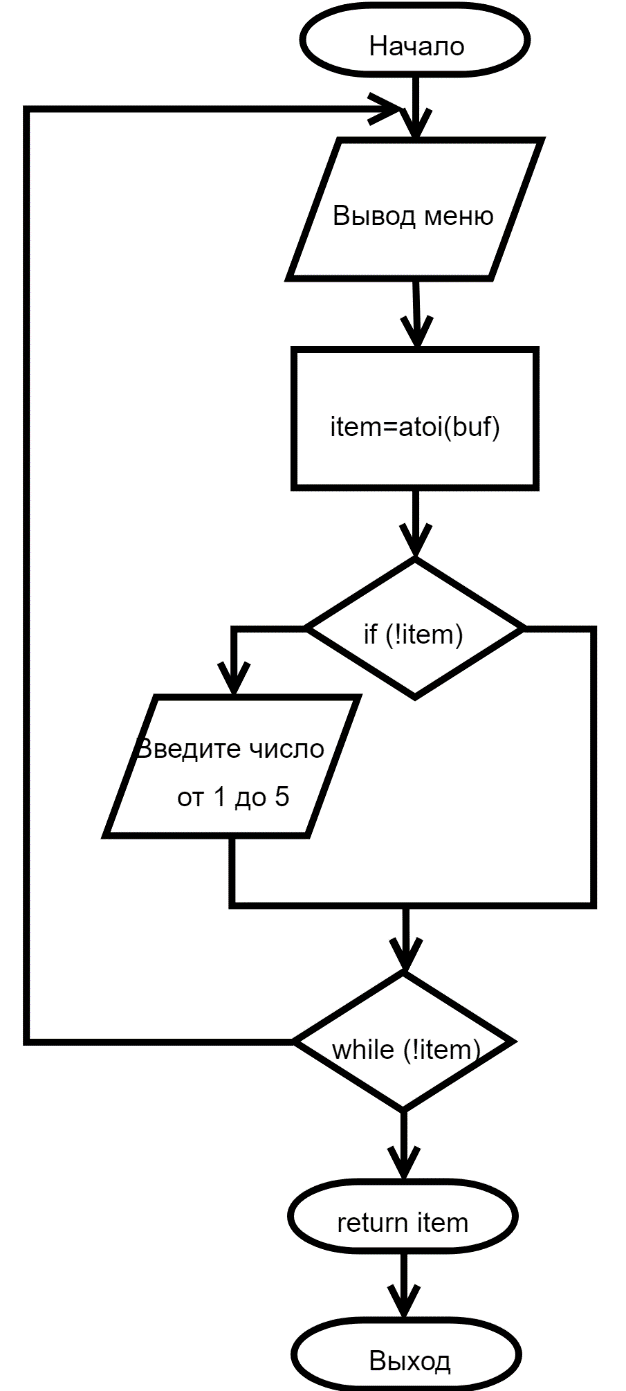 Начало
Вывод меню
item=atoi(buf)
if (!item)
Введите число
от 1 до 5
while (!item)
return item
Выход